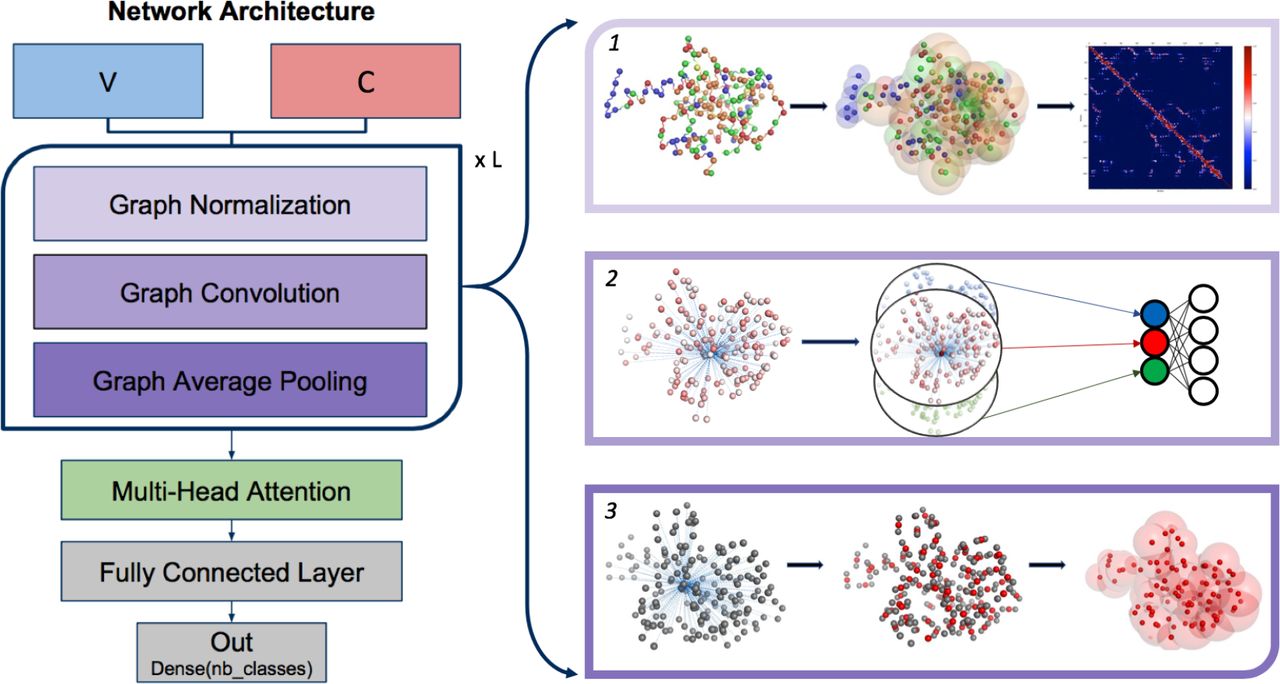 Network Architecture
V
C
x L
Graph Normalization
Graph Convolution
Graph Average Pooling
Multi-Head Attention
Fully Connected Layer
Out
Dense(nb_classes)
1
2
3